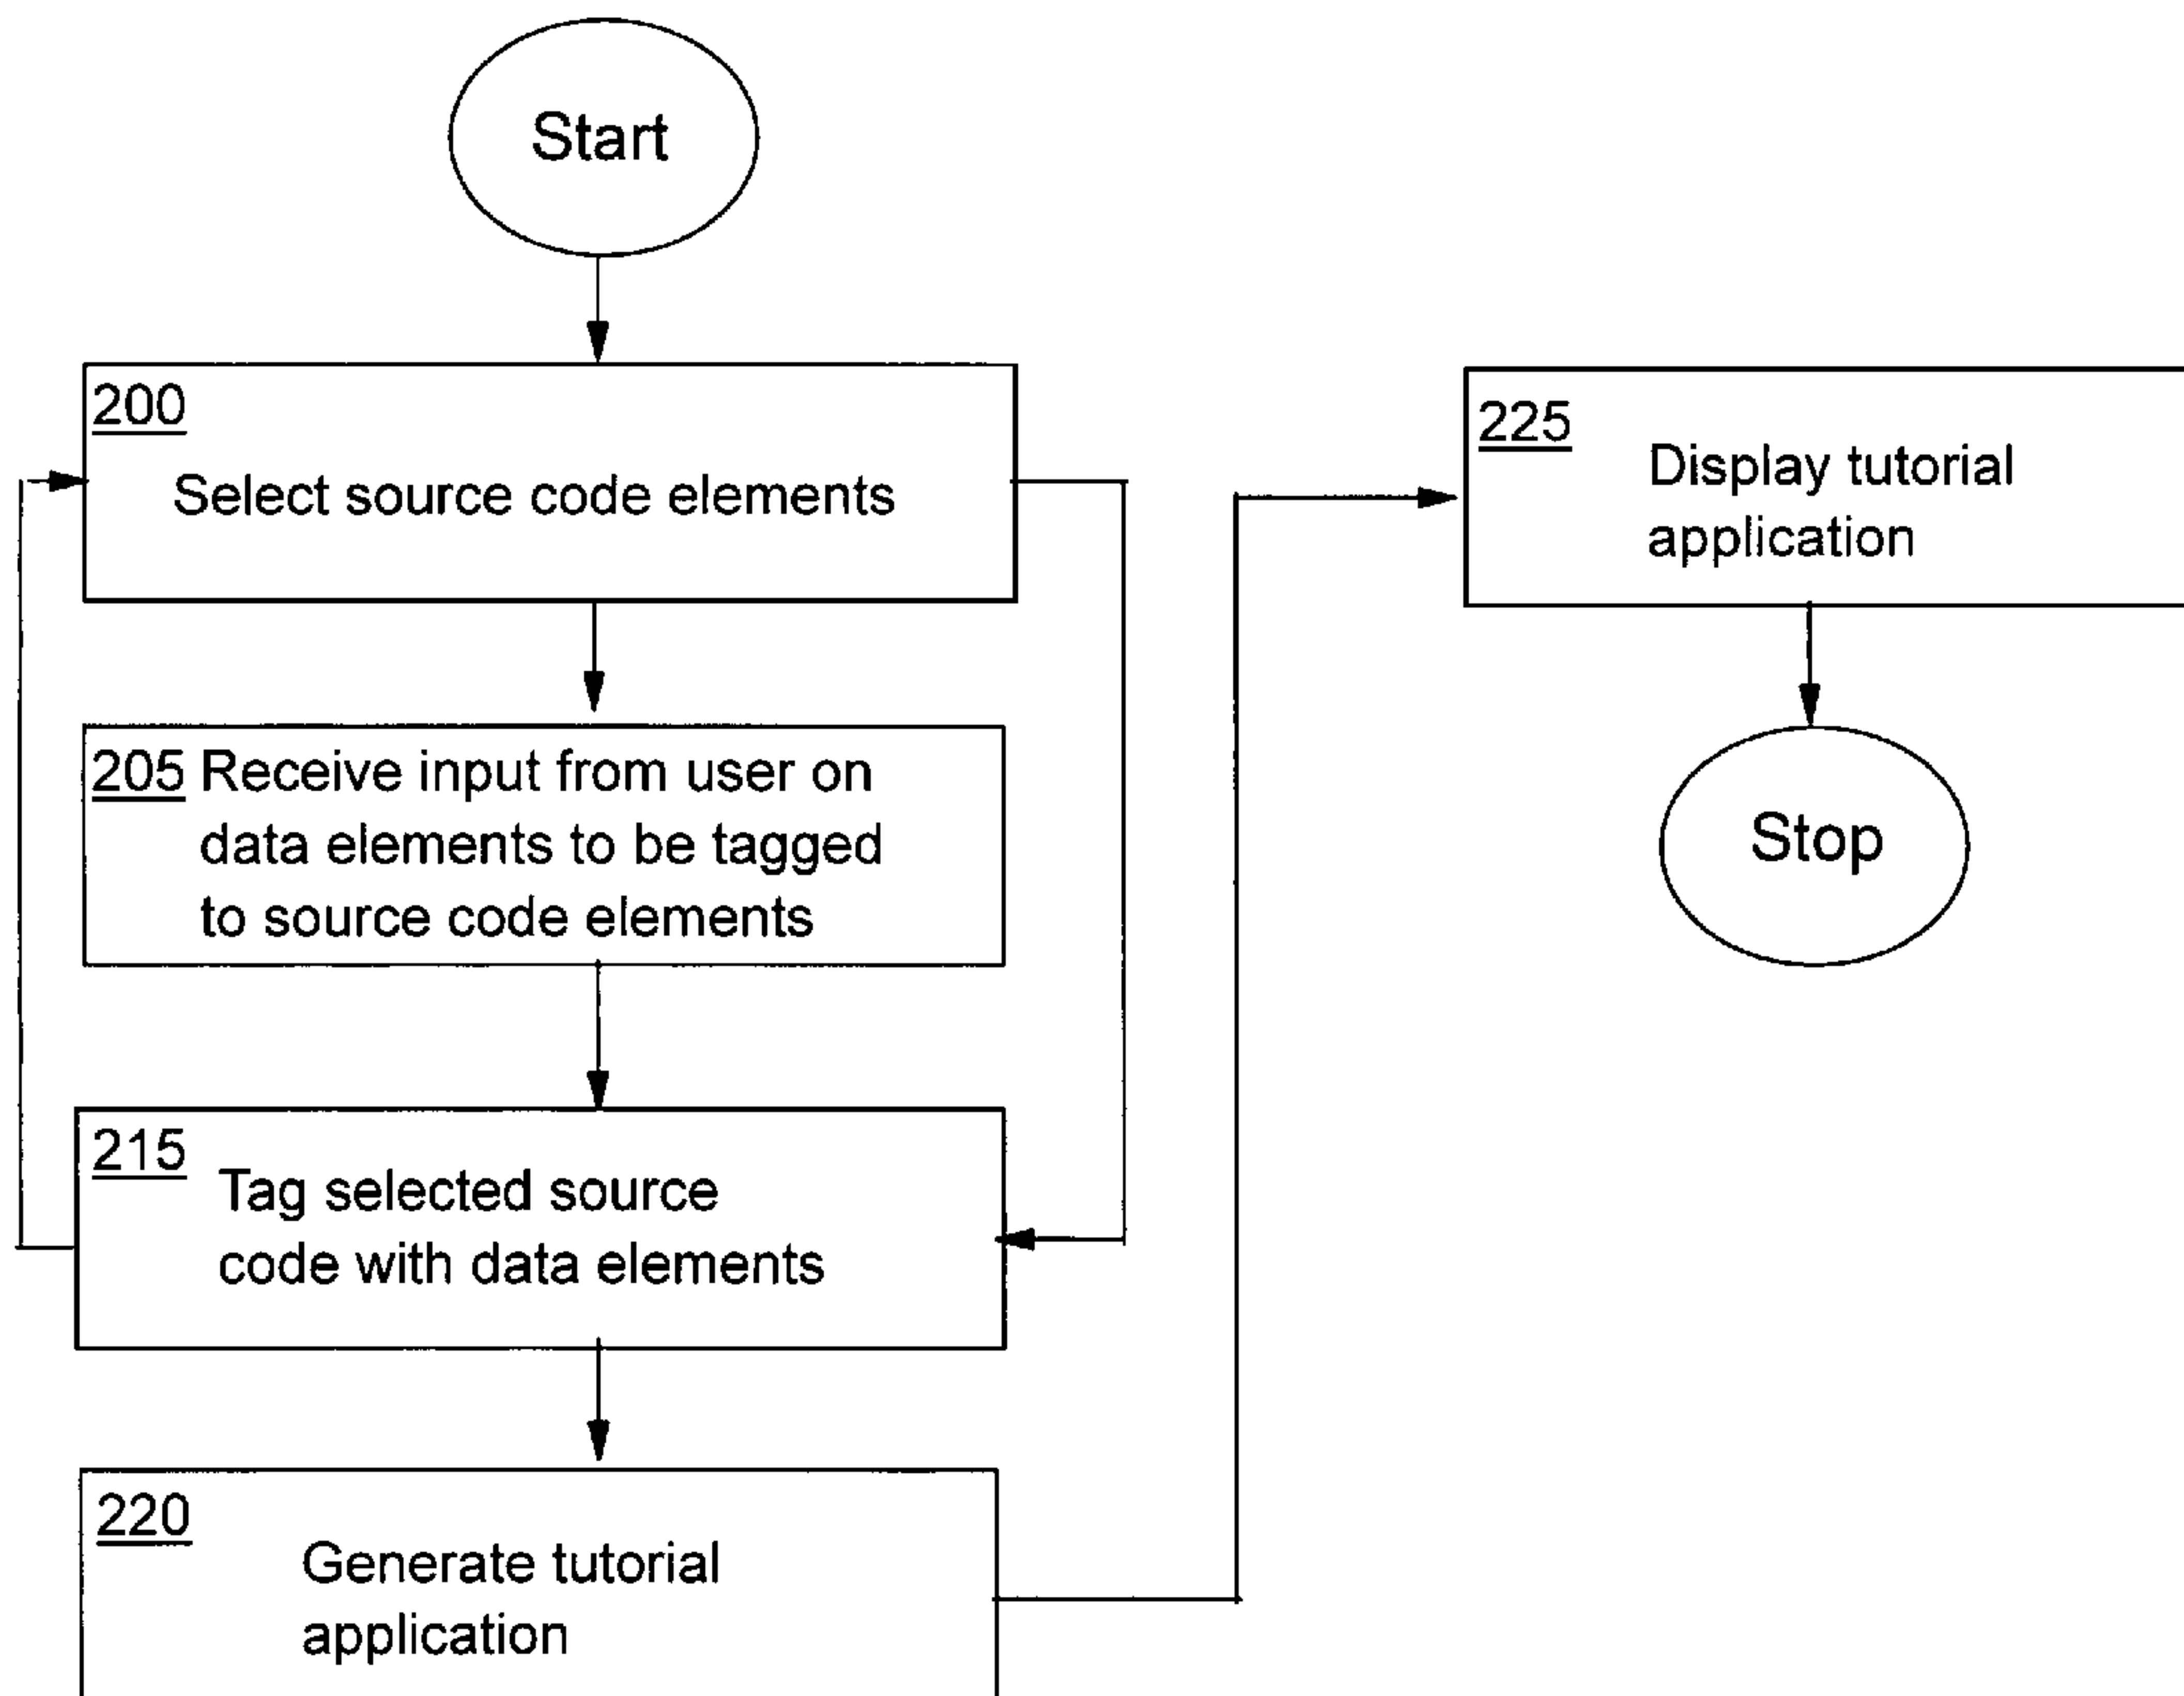 Start
200
Select source code elements
205 Receive input from user on
data elements to be tagged
to source code elements
215
Tag selected source
code with data elements
220
Generate tutorial
application
225
Display tutorial
application
Stop